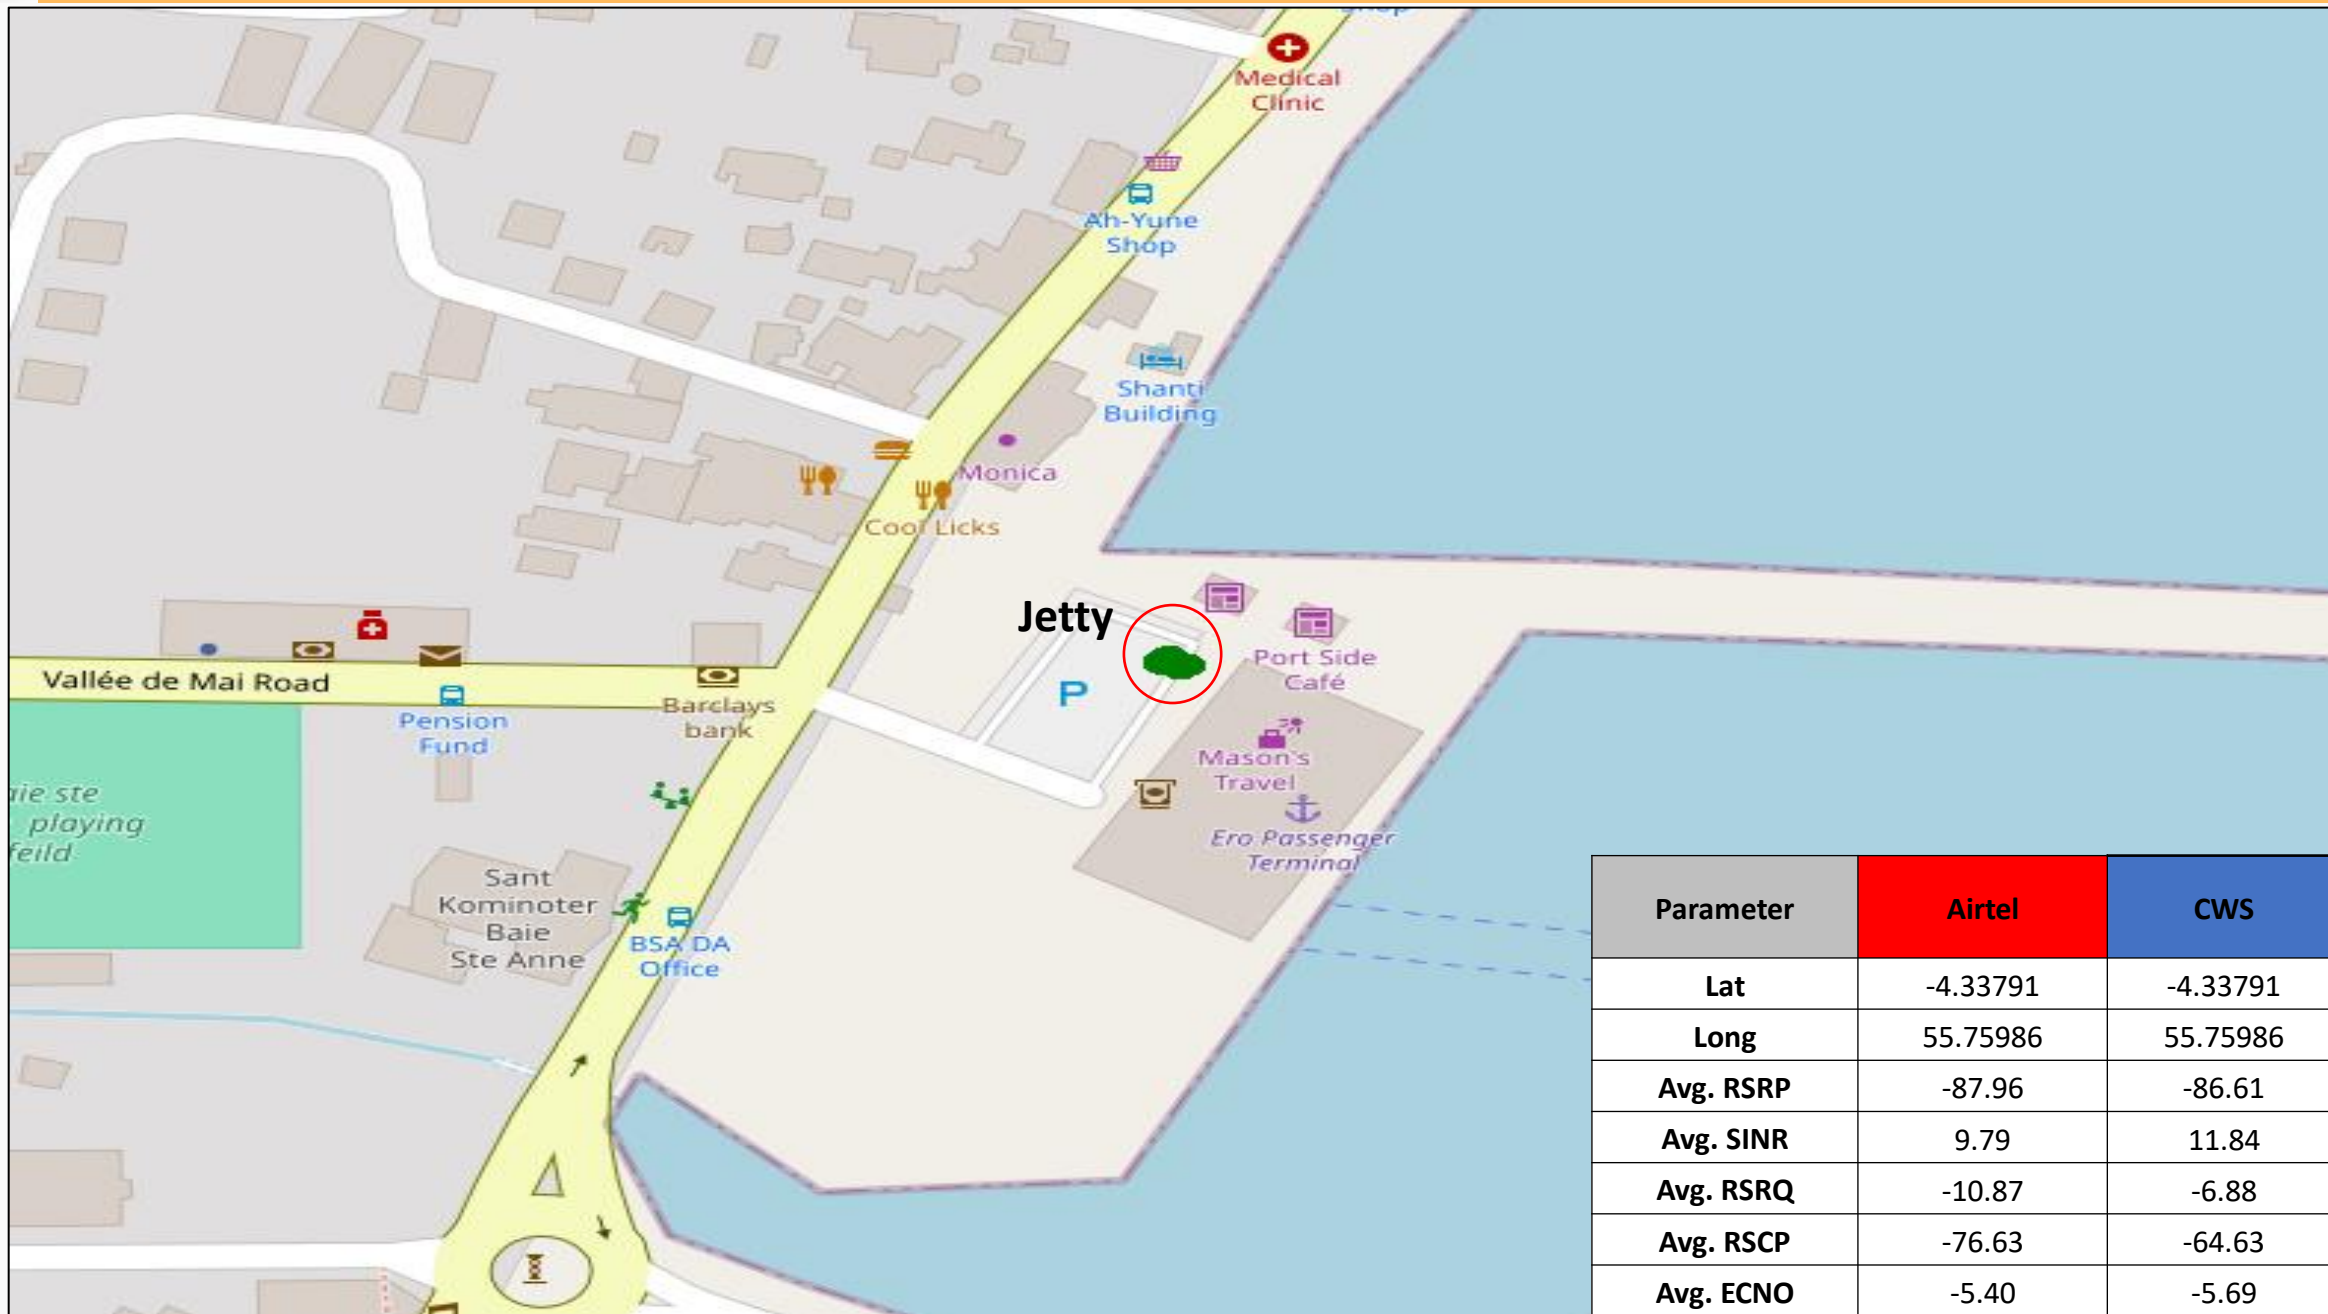 Medical
Clinic
Ah-Yune
Shop
Shanti
Building
Monica
Cool Licks
Jetty
Port Side
Café
Vallée de Mai Road
P
Barclays
bank
Pension
Fund
Mason's
Travel
ste
playing
feild
Ero Passenger
Terminal
Sant
Kominoter
Baie
Ste Anne
BSA DA
Office
Parameter Airtel CWS
Lat -4.33791 -4.33791
Long 55.75986 55.75986
Avg. RSRP -87.96 -86.61
Avg. SINR 9.79 11.84
Avg. RSRQ -10.87 -6.88
Avg. RSCP -76.63 -64.63
Avg. ECNO -5.40 -5.69